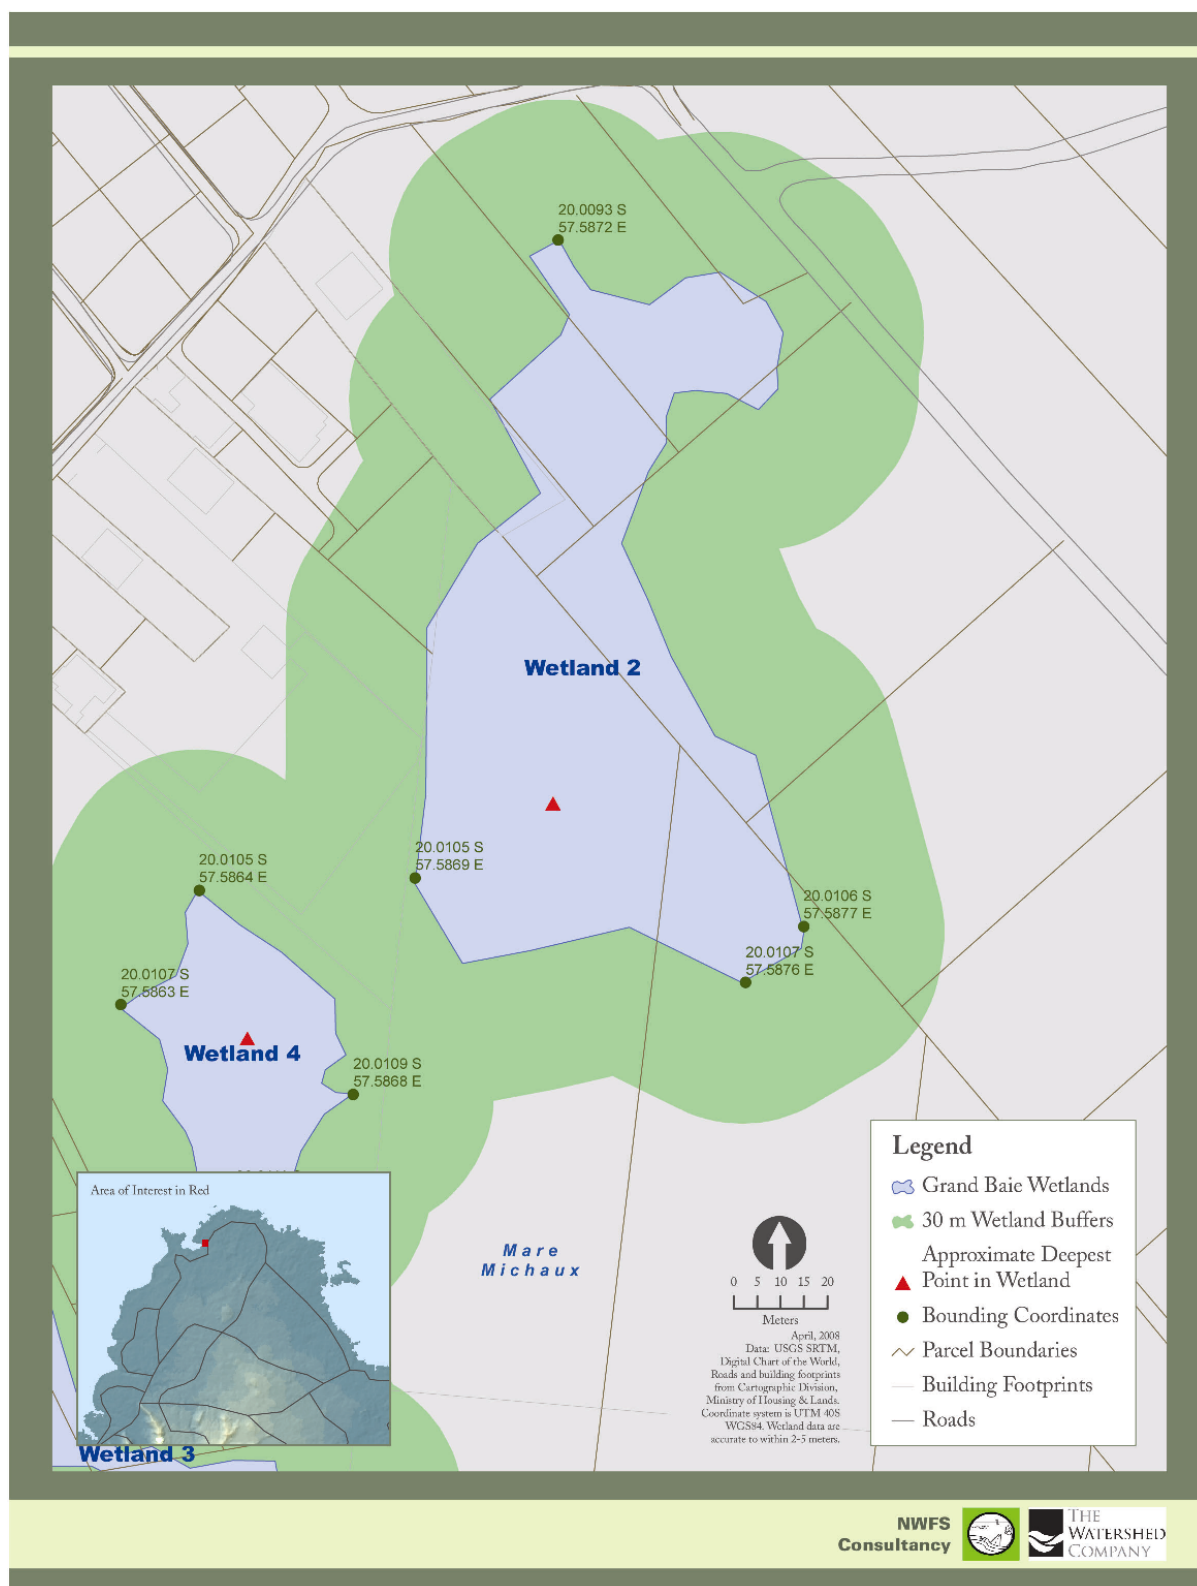 20.0093 S
57.5872 E
Wetland 2
20.0105 S
57.5869 E
20.0105 S
57.5864 E
20.0106 S
57.5877 E
20.0107 S
57.5876 E
20.0107 S
57.5863 E
Wetland 4
20.0109 S
57.5868 E
Area of Interest in Red
Mare
Michaux
0 5 10 15 20
Meters
April, 2008
Data: USGS SRTM,
Digital Chart of the World,
Roads and building footprints
from Cartographic Division,
Ministry of Housing & Lands.
Coordinate system is UTM 40S
WGS84. Wetland data are
accurate to within 2-5 meters.
Legend
Grand Baie Wetlands
30 m Wetland Buffers
Approximate Deepest
Point in Wetland
Bounding Coordinates
Parcel Boundaries
Building Footprints
Roads
Wetland 3
NWFS
Consultancy
THE
WATERSHED
COMPANY